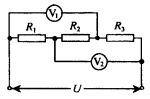 V₁
R₁ R₂ R₃
V₂
U